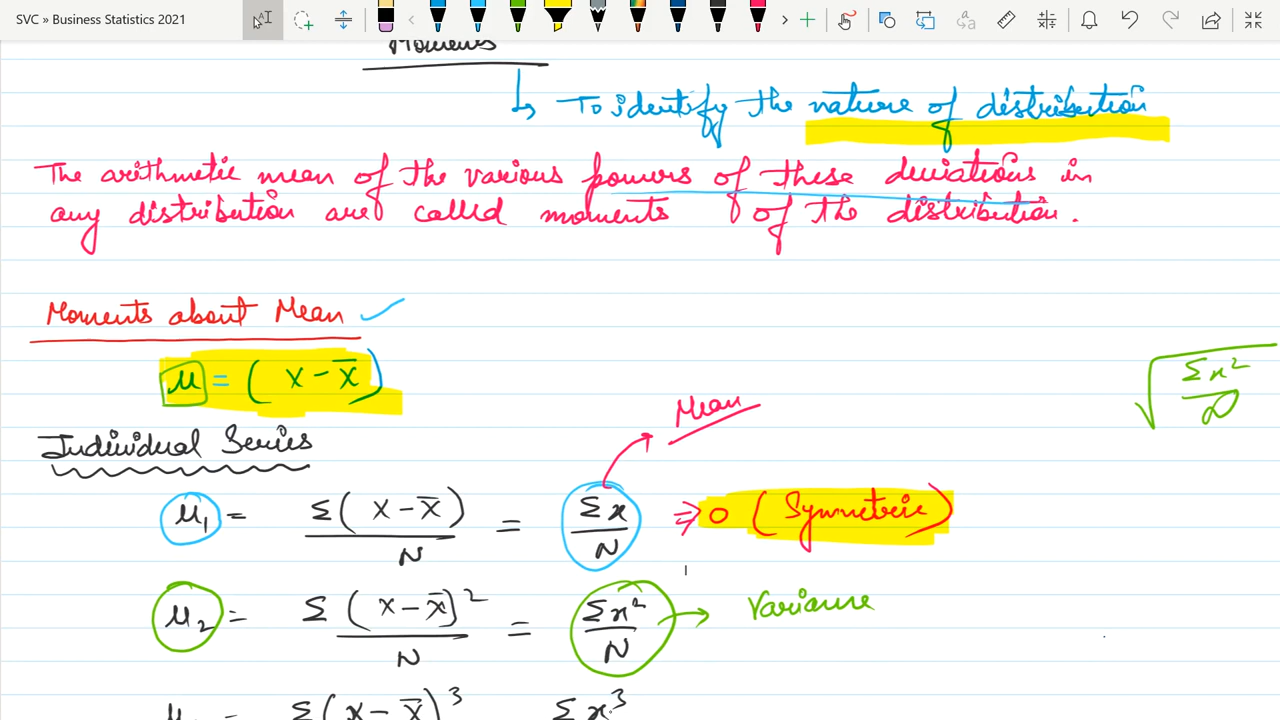 SVC » Business Statistics 2021
Moments
↳ To identify the nature of distribution
The arithmetic mean of the various powers of these deviations in
any distribution are called moments of the distribution.
Moments about Mean ✓
μ = (X - X̄)
√Σx²/N
Mean
Individual Series
μ₁ = Σ(X - X̄)/N = Σx/N ⇒ 0 (Symmetric)
μ₂ = Σ(X - X̄)²/N = Σx²/N → Variance
μ = Σ(X - X̄)³ Σx³